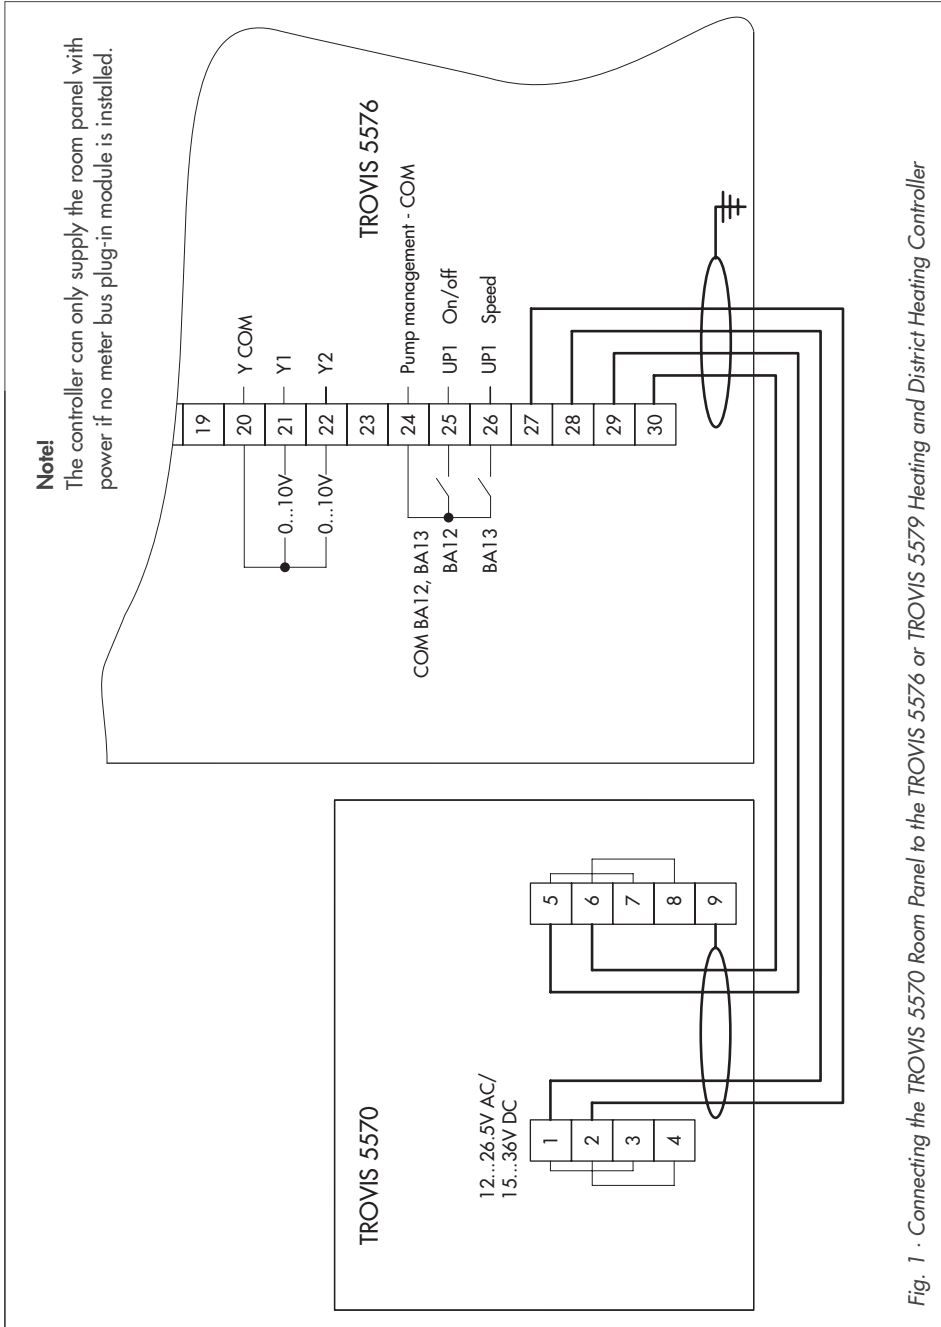 Note!
The controller can only supply the room panel with
power if no meter bus plug-in module is installed.
TROVIS 5576
Pump management - COM
UP1 On/off
UP1 Speed
Y COM
Y1
Y2
19
20
21
22
23
24
25
26
27
28
29
30
0...10V
0...10V
COM BA12, BA13
BA12
BA13
TROVIS 5570
12...26.5V AC/
15...36V DC
1
2
3
4
5
6
7
8
9
Fig. 1 · Connecting the TROVIS 5570 Room Panel to the TROVIS 5576 or TROVIS 5579 Heating and District Heating Controller